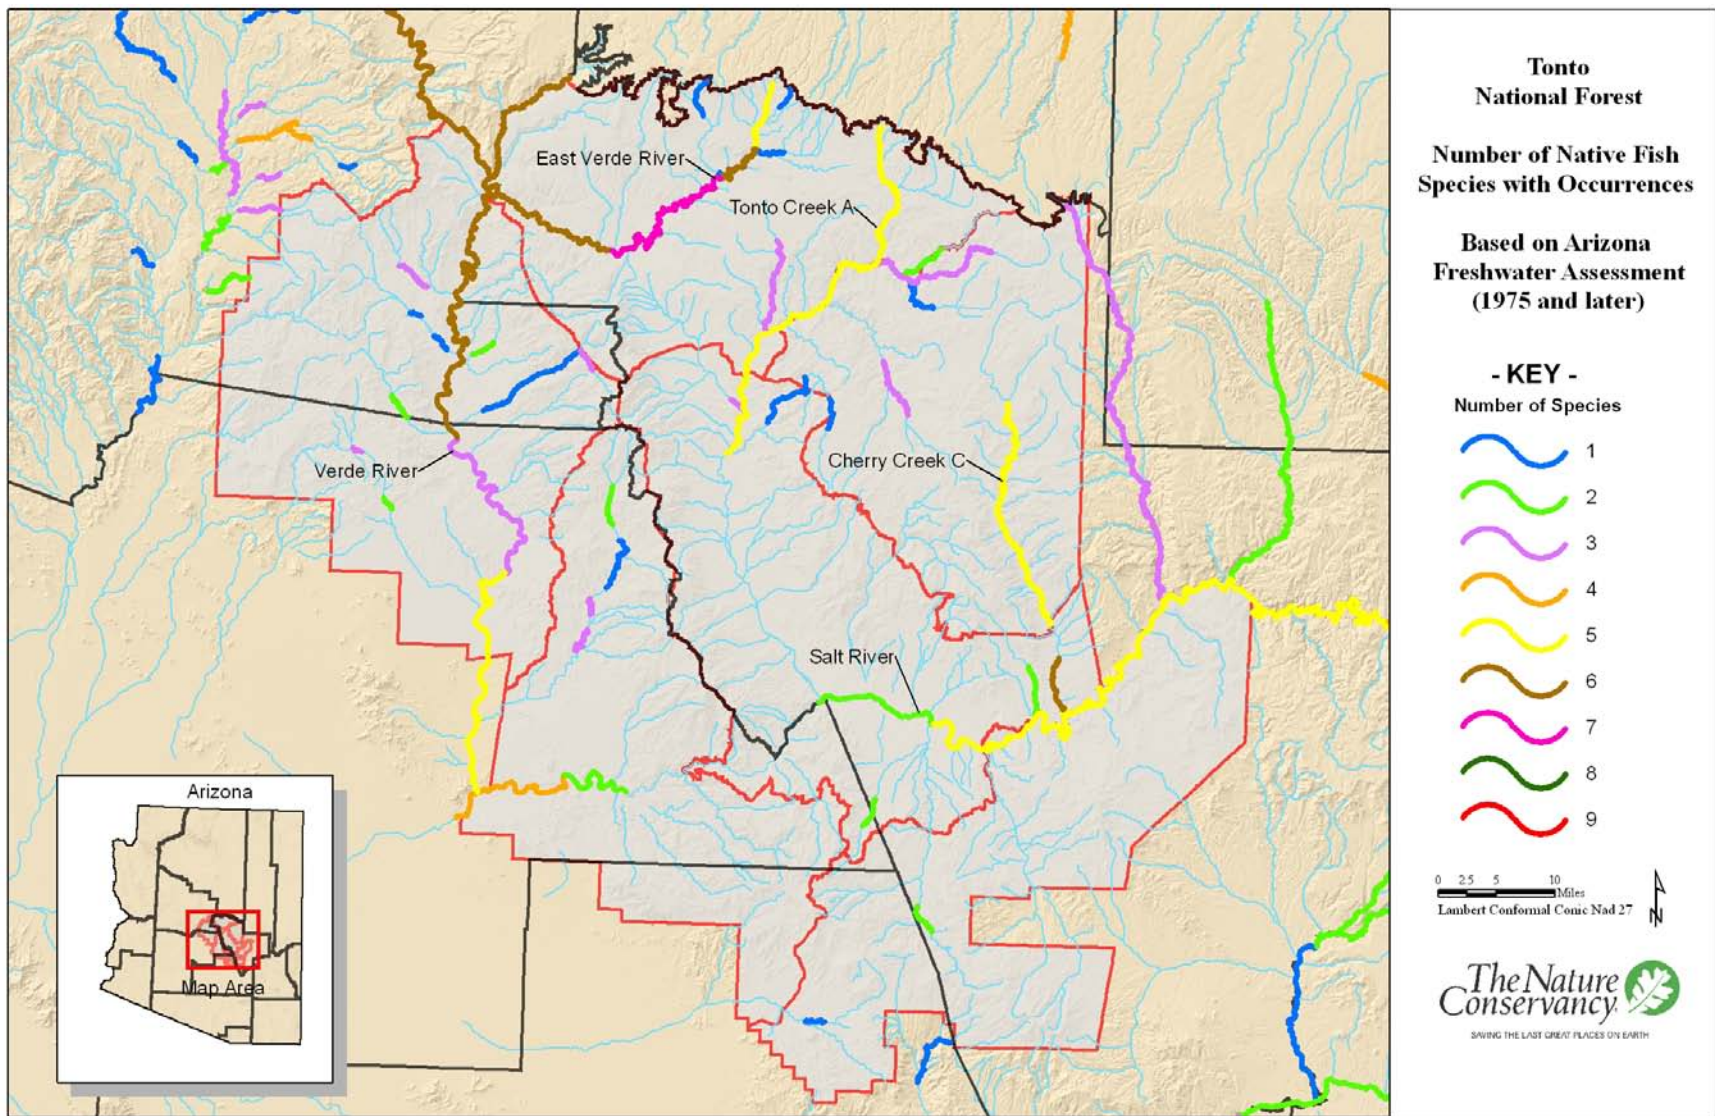 Tonto
National Forest
Number of Native Fish
Species with Occurrences
Based on Arizona
Freshwater Assessment
(1975 and later)
- KEY -
Number of Species
1
2
3
4
5
6
7
8
9
0 2.5 5 10
Miles
Lambert Conformal Conic Nad 27
N
The Nature
Conservancy
SAVING THE LAST GREAT PLACES ON EARTH
East Verde River
Tonto Creek A
Verde River
Cherry Creek C
Salt River
Arizona
Map Area